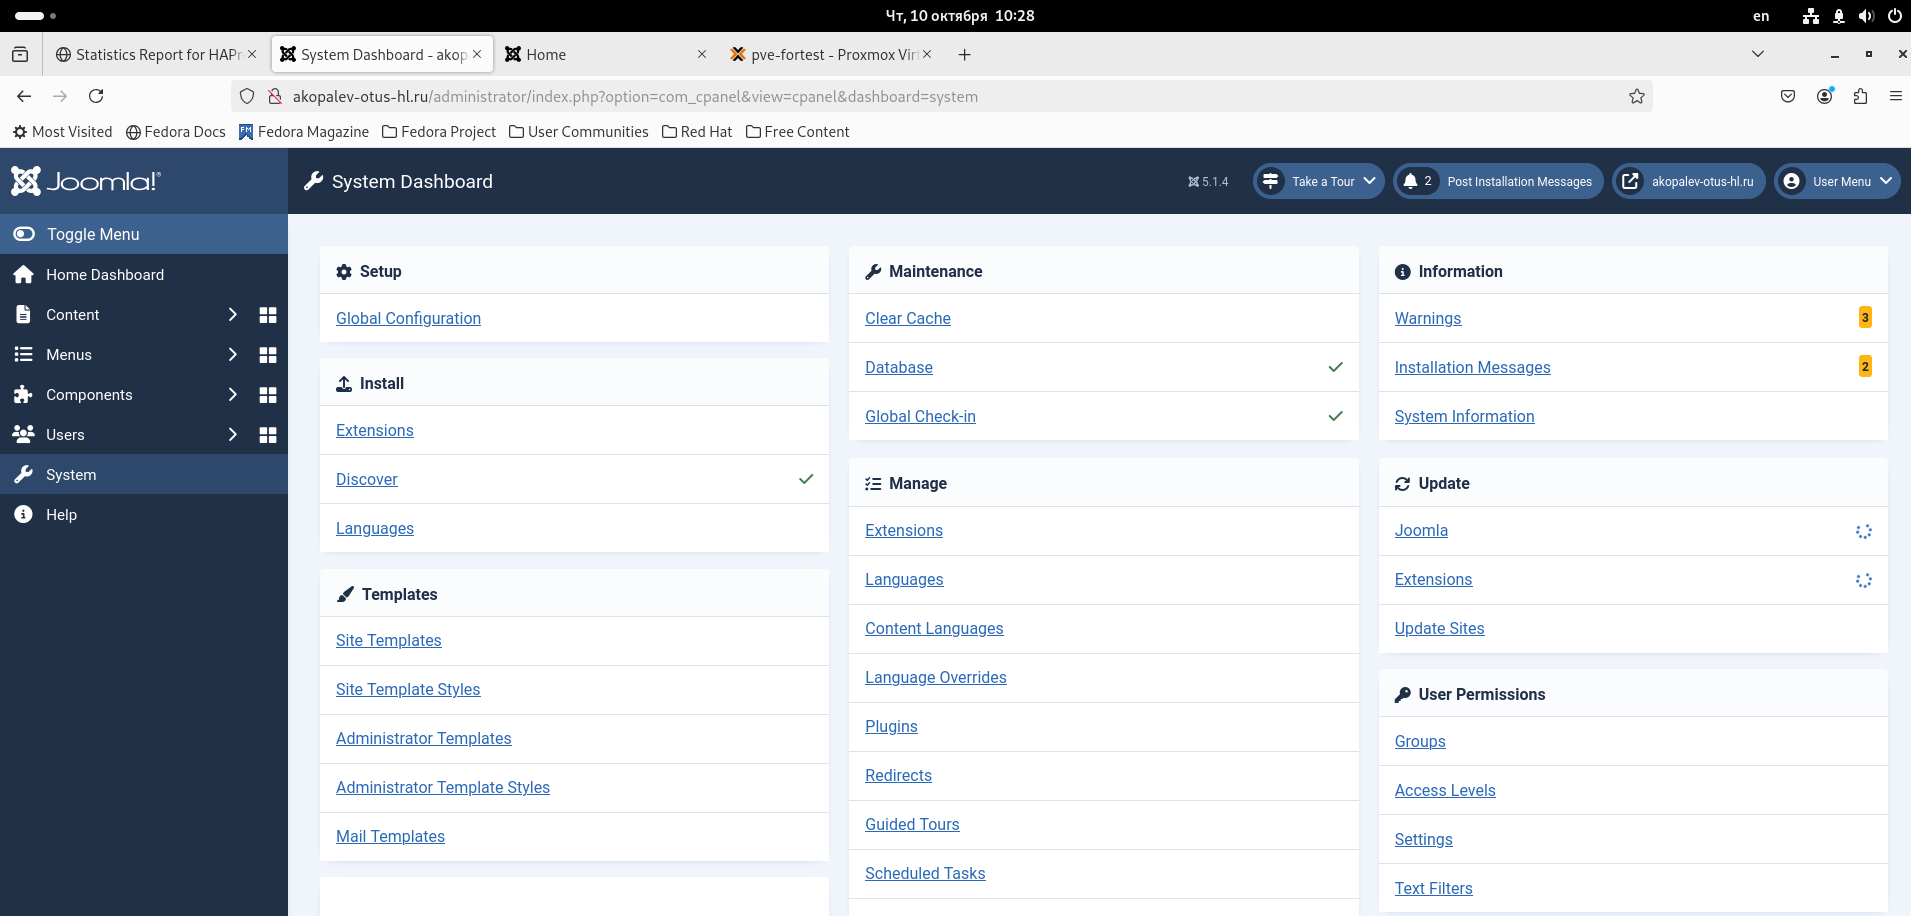 Чт, 10 октября 10:28
en
Statistics Report for HAPr
System Dashboard - akop
Home
pve-fortest - Proxmox Vir
akopalev-otus-hl.ru/administrator/index.php?option=com_cpanel&view=cpanel&dashboard=system
Most Visited
Fedora Docs
Fedora Magazine
Fedora Project
User Communities
Red Hat
Free Content
Joomla!®
System Dashboard
5.1.4
Take a Tour
2
Post Installation Messages
akopalev-otus-hl.ru
User Menu
Toggle Menu
Home Dashboard
Content
Menus
Components
Users
System
Help
Setup
Global Configuration
Install
Extensions
Discover
Languages
Templates
Site Templates
Site Template Styles
Administrator Templates
Administrator Template Styles
Mail Templates
Maintenance
Clear Cache
Database
Global Check-in
Manage
Extensions
Languages
Content Languages
Language Overrides
Plugins
Redirects
Guided Tours
Scheduled Tasks
Information
Warnings
3
Installation Messages
2
System Information
Update
Joomla
Extensions
Update Sites
User Permissions
Groups
Access Levels
Settings
Text Filters